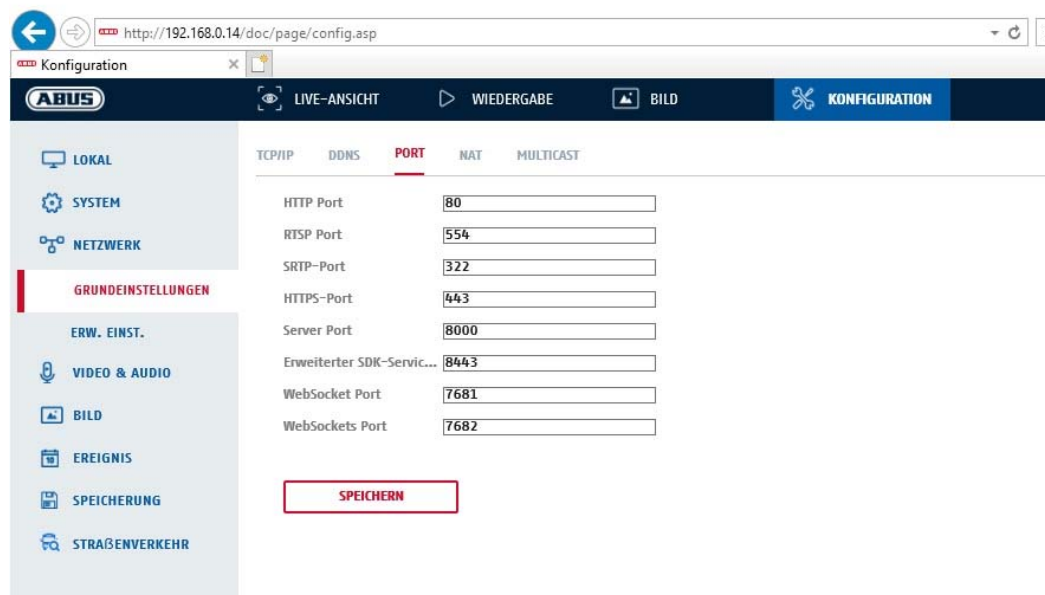 http://192.168.0.14/doc/page/config.asp
Konfiguration
ABUS
LIVE-ANSICHT
WIEDERGABE
BILD
KONFIGURATION
LOKAL
SYSTEM
NETZWERK
GRUNDEINSTELLUNGEN
ERW. EINST.
VIDEO & AUDIO
BILD
EREIGNIS
SPEICHERUNG
STRAßENVERKEHR
TCP/IP DDNS PORT NAT MULTICAST
HTTP Port 80
RTSP Port 554
SRTP-Port 322
HTTPS-Port 443
Server Port 8000
Erweiterter SDK-Servic... 8443
WebSocket Port 7681
WebSockets Port 7682
SPEICHERN